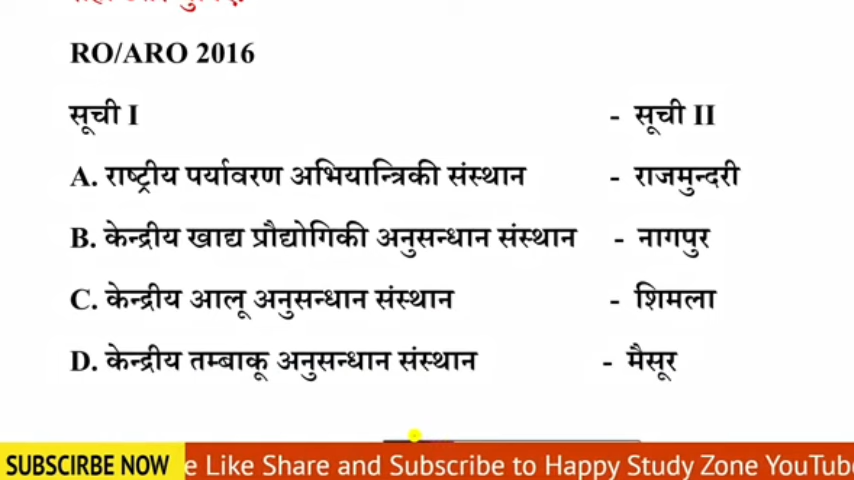 RO/ARO 2016
सूची I - सूची II
A. राष्ट्रीय पर्यावरण अभियान्त्रिकी संस्थान - राजमुन्दरी
B. केन्द्रीय खाद्य प्रौद्योगिकी अनुसन्धान संस्थान - नागपुर
C. केन्द्रीय आलू अनुसन्धान संस्थान - शिमला
D. केन्द्रीय तम्बाकू अनुसन्धान संस्थान - मैसूर
SUBSCIRBE NOW e Like Share and Subscribe to Happy Study Zone YouTube